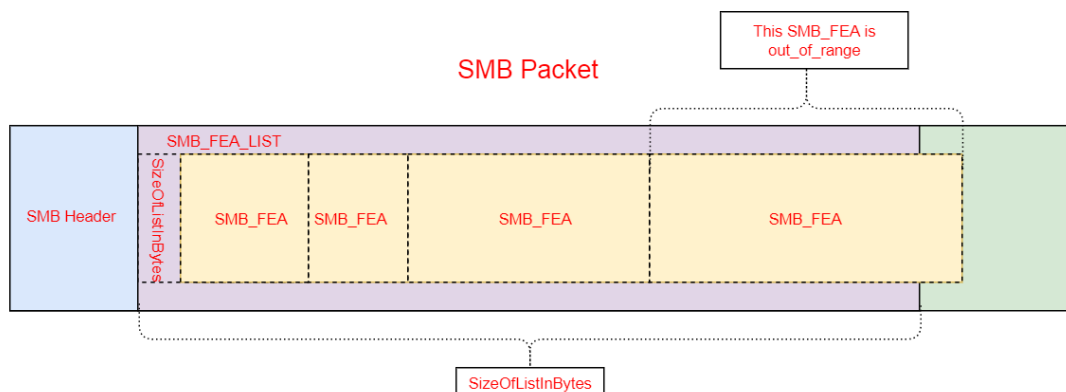 This SMB_FEA is
out_of_range
SMB Packet
SMB_FEA_LIST
SMB Header
SizeOfListInBytes
SMB_FEA
SMB_FEA
SMB_FEA
SMB_FEA
SizeOfListInBytes